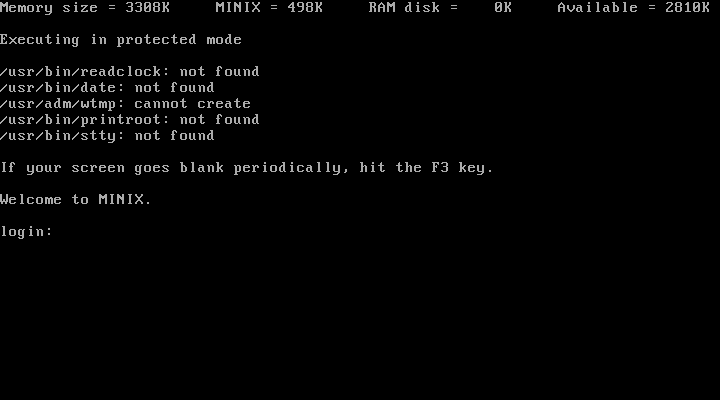 Memory size = 3308K     MINIX = 498K     RAM disk =    0K     Available = 2810K
Executing in protected mode
/usr/bin/readclock: not found
/usr/bin/date: not found
/usr/adm/wtmp: cannot create
/usr/bin/printroot: not found
/usr/bin/stty: not found
If your screen goes blank periodically, hit the F3 key.
Welcome to MINIX.
login: